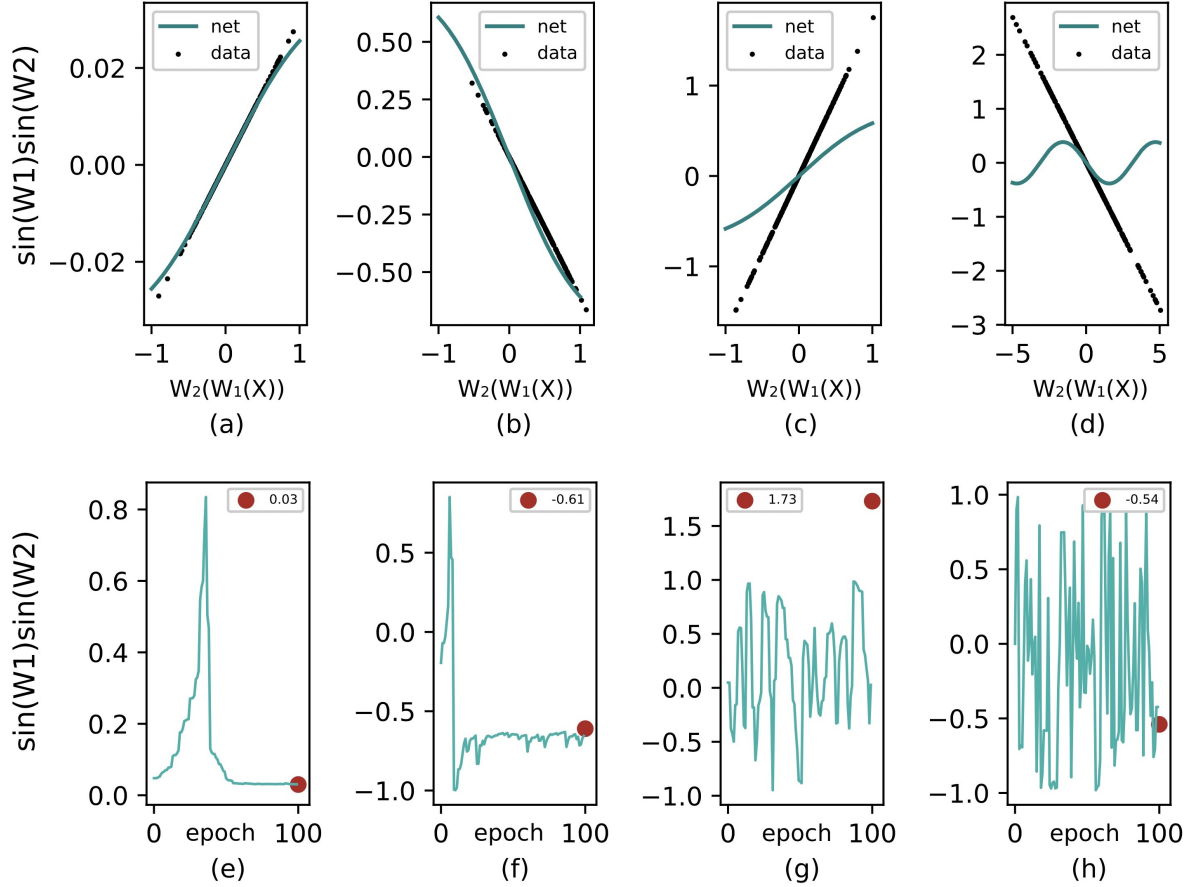 sin(W1)sin(W2)
net
data
0.02
0.00
−0.02
−1 0 1
W₂(W₁(X))
(a)
net
data
0.50
0.25
0.00
−0.25
−0.50
−1 0 1
W₂(W₁(X))
(b)
net
data
1
0
−1
−1 0 1
W₂(W₁(X))
(c)
net
data
2
1
0
−1
−2
−3
−5 0 5
W₂(W₁(X))
(d)
sin(W1)sin(W2)
0.03
0.8
0.6
0.4
0.2
0.0
0 epoch 100
(e)
-0.61
0.5
0.0
−0.5
−1.0
0 epoch 100
(f)
1.73
1.5
1.0
0.5
0.0
−0.5
−1.0
0 epoch 100
(g)
-0.54
1.0
0.5
0.0
−0.5
−1.0
0 epoch 100
(h)